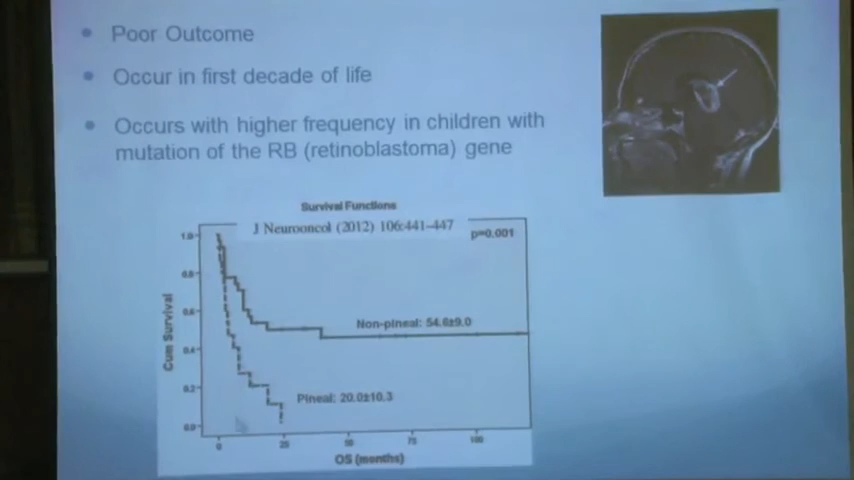 Poor Outcome
Occur in first decade of life
Occurs with higher frequency in children with
mutation of the RB (retinoblastoma) gene
Survival Functions
J Neurooncol (2012) 106:441–447
p=0.001
1.0
0.8
0.6
0.4
0.2
0.0
Cum Survival
Non-pineal: 54.6±9.0
Pineal: 20.0±10.3
0
25
50
75
100
OS (months)